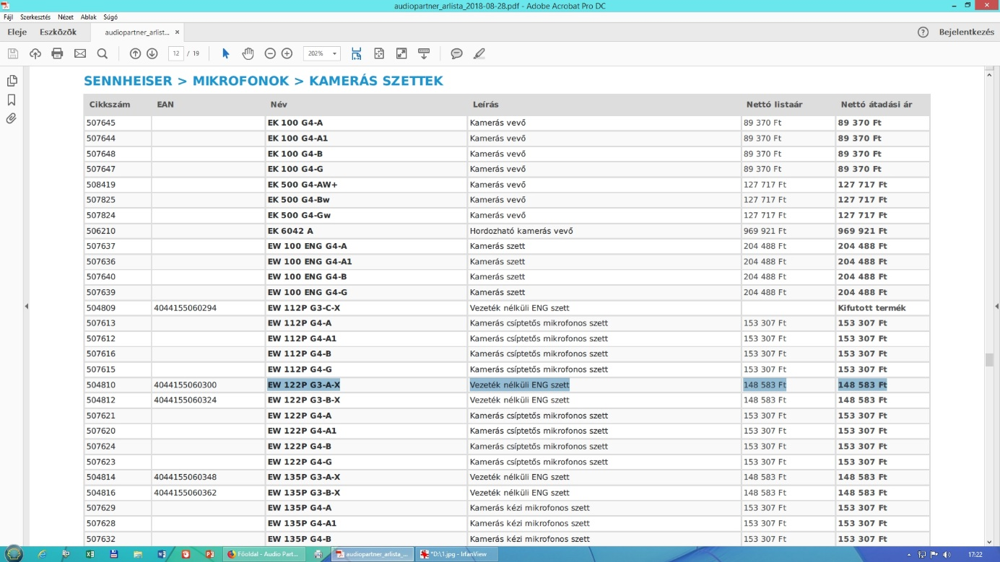 audiopartner_arlista_2018-08-28.pdf - Adobe Acrobat Pro DC
Fájl Szerkesztés Nézet Ablak Súgó
Eleje Eszközök audiopartner_arlist... × Bejelentkezés
12 / 19 202%
SENNHEISER > MIKROFONOK > KAMERÁS SZETTEK
Cikkszám EAN Név Leírás Nettó listaár Nettó átadási ár
507645 EK 100 G4-A Kamerás vevő 89 370 Ft 89 370 Ft
507644 EK 100 G4-A1 Kamerás vevő 89 370 Ft 89 370 Ft
507648 EK 100 G4-B Kamerás vevő 89 370 Ft 89 370 Ft
507647 EK 100 G4-G Kamerás vevő 89 370 Ft 89 370 Ft
508419 EK 500 G4-AW+ Kamerás vevő 127 717 Ft 127 717 Ft
507825 EK 500 G4-Bw Kamerás vevő 127 717 Ft 127 717 Ft
507824 EK 500 G4-Gw Kamerás vevő 127 717 Ft 127 717 Ft
506210 EK 6042 A Hordozható kamerás vevő 969 921 Ft 969 921 Ft
507637 EW 100 ENG G4-A Kamerás szett 204 488 Ft 204 488 Ft
507636 EW 100 ENG G4-A1 Kamerás szett 204 488 Ft 204 488 Ft
507640 EW 100 ENG G4-B Kamerás szett 204 488 Ft 204 488 Ft
507639 EW 100 ENG G4-G Kamerás szett 204 488 Ft 204 488 Ft
504809 4044155060294 EW 112P G3-C-X Vezeték nélküli ENG szett Kifutott termék
507613 EW 112P G4-A Kamerás csíptetős mikrofonos szett 153 307 Ft 153 307 Ft
507612 EW 112P G4-A1 Kamerás csíptetős mikrofonos szett 153 307 Ft 153 307 Ft
507616 EW 112P G4-B Kamerás csíptetős mikrofonos szett 153 307 Ft 153 307 Ft
507615 EW 112P G4-G Kamerás csíptetős mikrofonos szett 153 307 Ft 153 307 Ft
504810 4044155060300 EW 122P G3-A-X Vezeték nélküli ENG szett 148 583 Ft 148 583 Ft
504812 4044155060324 EW 122P G3-B-X Vezeték nélküli ENG szett 148 583 Ft 148 583 Ft
507621 EW 122P G4-A Kamerás csíptetős mikrofonos szett 153 307 Ft 153 307 Ft
507620 EW 122P G4-A1 Kamerás csíptetős mikrofonos szett 153 307 Ft 153 307 Ft
507624 EW 122P G4-B Kamerás csíptetős mikrofonos szett 153 307 Ft 153 307 Ft
507623 EW 122P G4-G Kamerás csíptetős mikrofonos szett 153 307 Ft 153 307 Ft
504814 4044155060348 EW 135P G3-A-X Vezeték nélküli ENG szett 148 583 Ft 148 583 Ft
504816 4044155060362 EW 135P G3-B-X Vezeték nélküli ENG szett 148 583 Ft 148 583 Ft
507629 EW 135P G4-A Kamerás kézi mikrofonos szett 153 307 Ft 153 307 Ft
507628 EW 135P G4-A1 Kamerás kézi mikrofonos szett 153 307 Ft 153 307 Ft
507632 EW 135P G4-B Kamerás kézi mikrofonos szett 153 307 Ft 153 307 Ft
Főoldal - Audio Part... audiopartner_arlista_... *D:\1.jpg - IrfanView 17:22